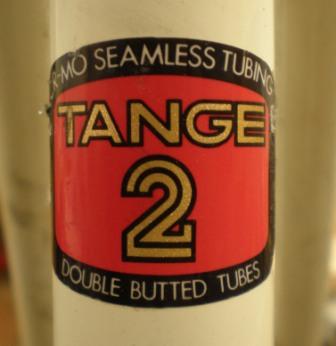 R-MO SEAMLESS TUBING
TANGE
2
DOUBLE BUTTED TUBES